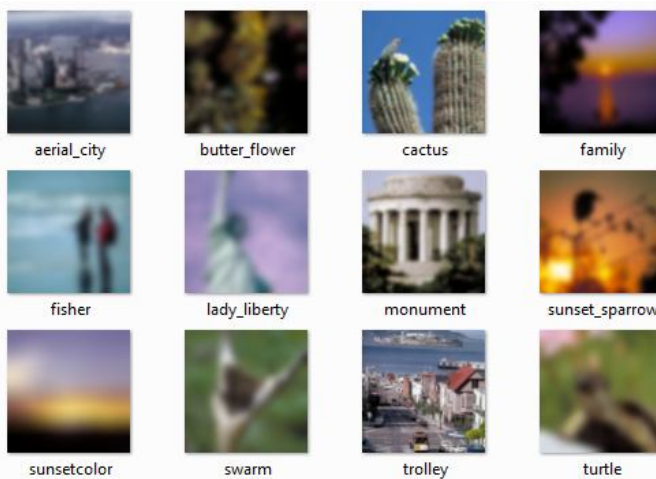 aerial_city
butter_flower
cactus
family
fisher
lady_liberty
monument
sunset_sparrow
sunsetcolor
swarm
trolley
turtle